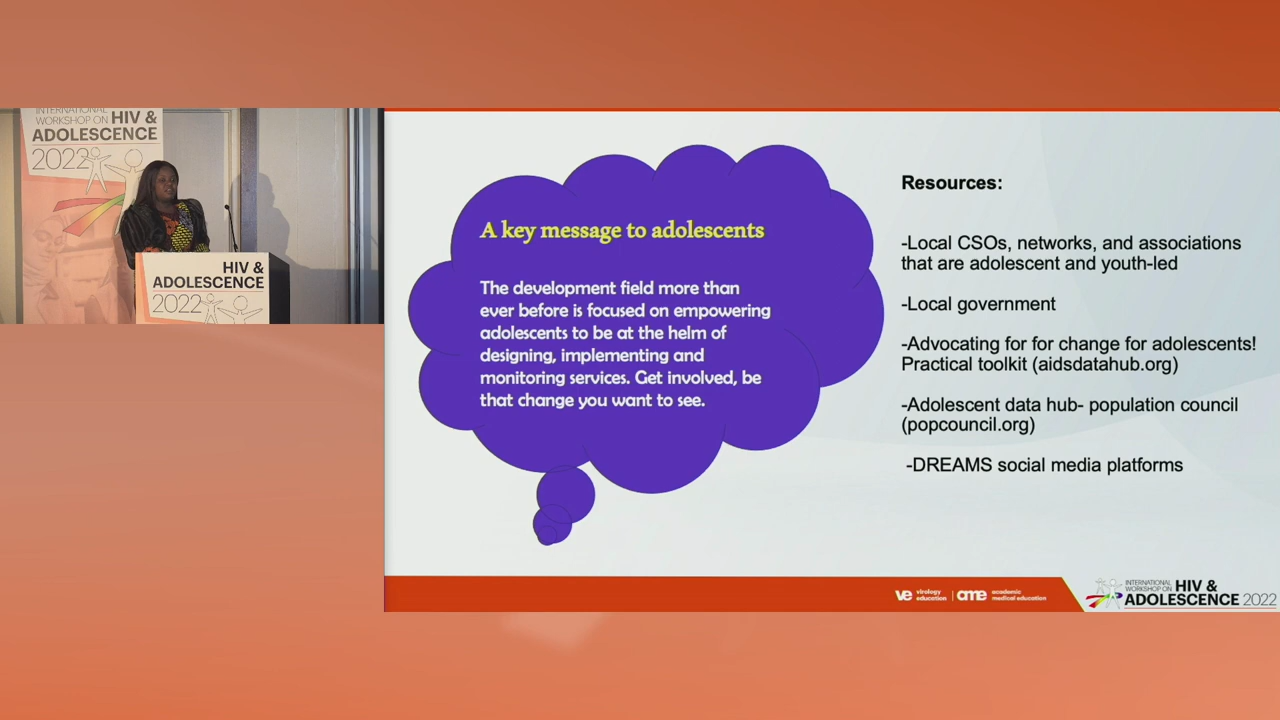 INTERNATIONAL
WORKSHOP ON HIV &
ADOLESCENCE
2022
HIV &
ADOLESCENCE
2022
A key message to adolescents
The development field more than
ever before is focused on empowering
adolescents to be at the helm of
designing, implementing and
monitoring services. Get involved, be
that change you want to see.
Resources:
-Local CSOs, networks, and associations
that are adolescent and youth-led
-Local government
-Advocating for for change for adolescents!
Practical toolkit (aidsdatahub.org)
-Adolescent data hub- population council
(popcouncil.org)
-DREAMS social media platforms
ve virology
education | ame academic
medical education
INTERNATIONAL
WORKSHOP ON HIV &
ADOLESCENCE 2022